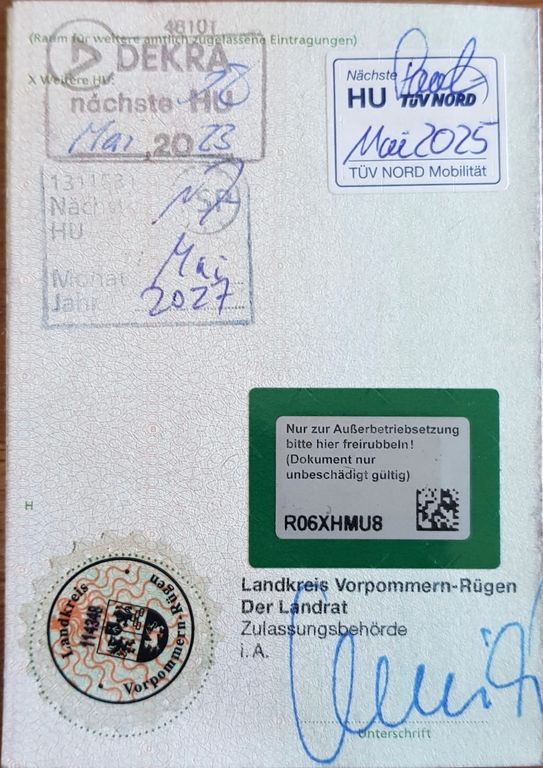 48101
(Raum für weitere amtlich zugelassene Eintragungen)
DEKRA
X Weitere HU:
nächste HU
Mai, 2023
Nächste
HU TÜV NORD
Mai 2025
TÜV NORD Mobilität
Nächste
HU
Mai
Monat
Jahr 2027
Nur zur Außerbetriebsetzung
bitte hier freirubbeln!
(Dokument nur
unbeschädigt gültig)
R06XHMU8
H
Landkreis Vorpommern-Rügen
Der Landrat
Zulassungsbehörde
i. A.
Unterschrift
Landkreis
Vorpommern-Rügen